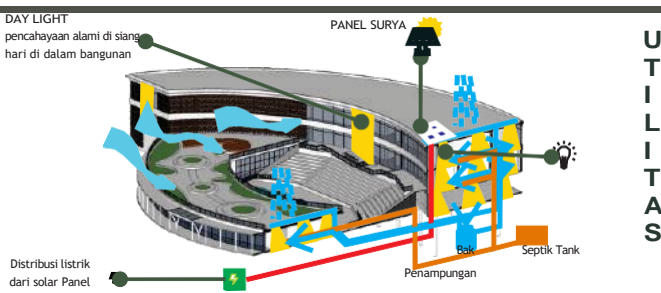 DAY LIGHT
pencahayaan alami di siang
hari di dalam bangunan
PANEL SURYA
UTILITAS
Distribusi listrik
dari solar Panel
Bak
Penampungan
Septik Tank